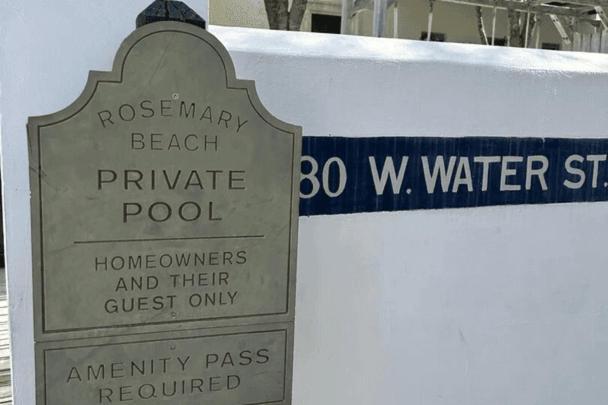 ROSEMARY
BEACH
PRIVATE
POOL
HOMEOWNERS
AND THEIR
GUEST ONLY
AMENITY PASS
REQUIRED
80 W. WATER ST.